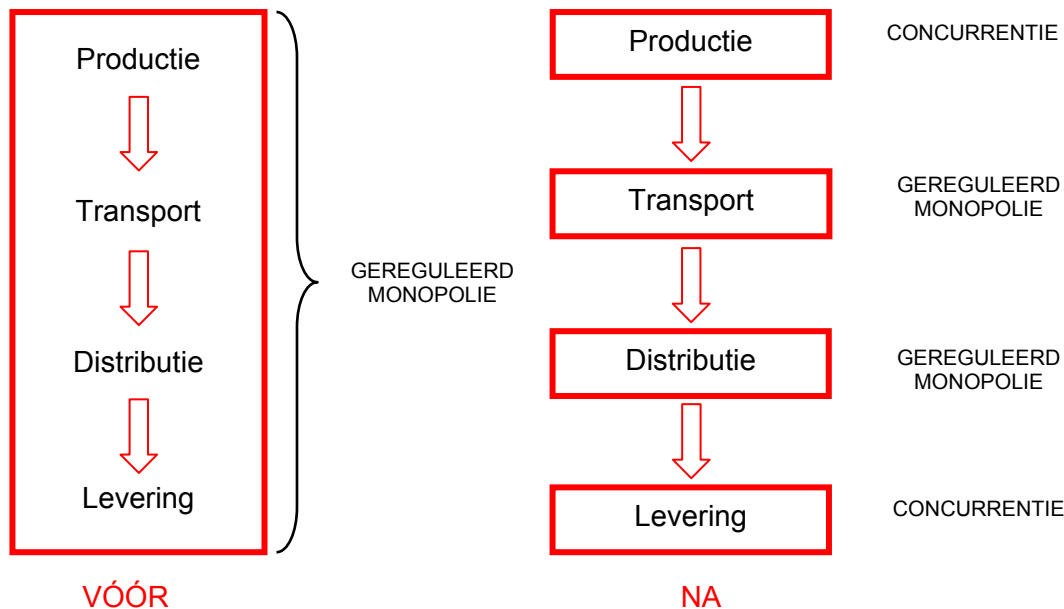 Productie
Transport
Distributie
Levering
VÓÓR
GEREGULEERD
MONOPOLIE
Productie
CONCURRENTIE
Transport
GEREGULEERD
MONOPOLIE
Distributie
GEREGULEERD
MONOPOLIE
Levering
CONCURRENTIE
NA